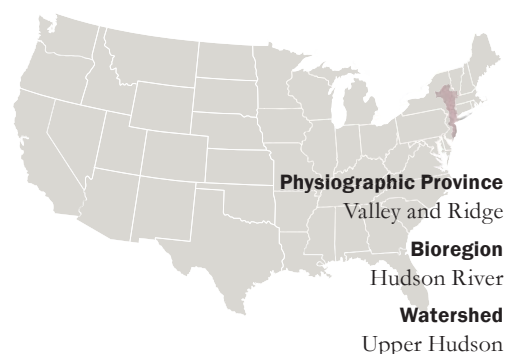 Physiographic Province
Valley and Ridge
Bioregion
Hudson River
Watershed
Upper Hudson